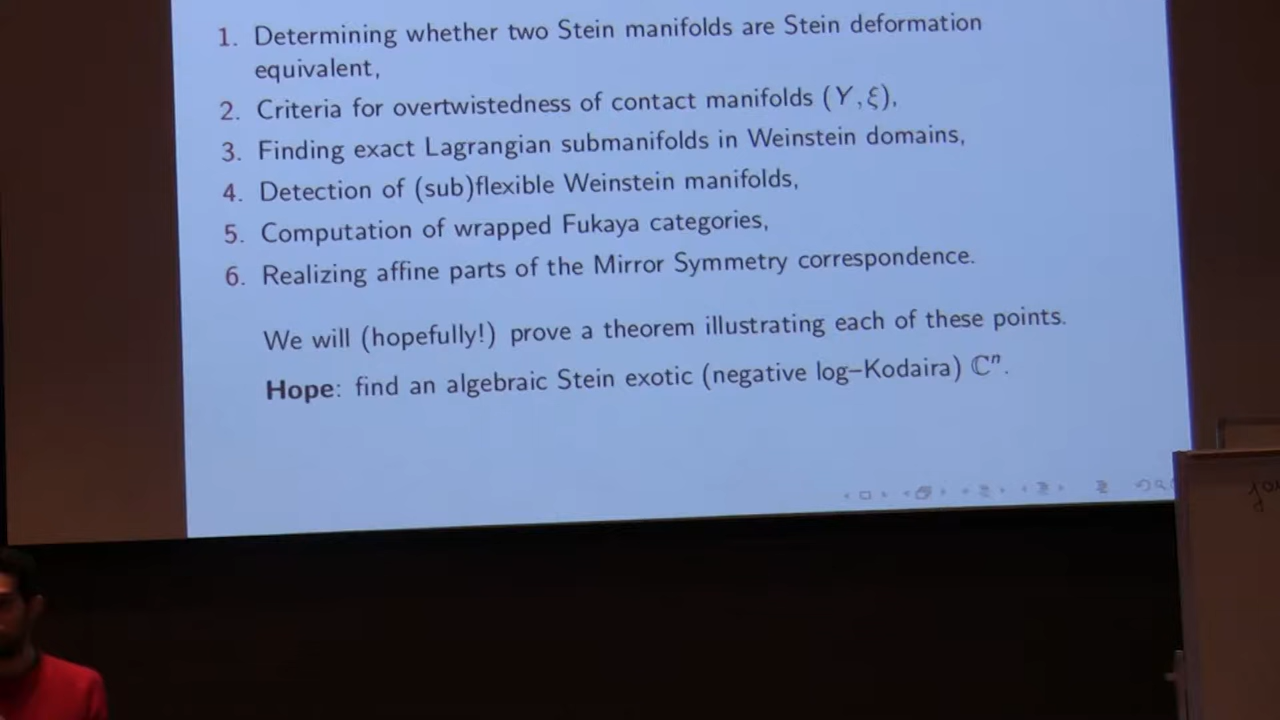 1. Determining whether two Stein manifolds are Stein deformation
equivalent,
2. Criteria for overtwistedness of contact manifolds (Y, ξ),
3. Finding exact Lagrangian submanifolds in Weinstein domains,
4. Detection of (sub)flexible Weinstein manifolds,
5. Computation of wrapped Fukaya categories,
6. Realizing affine parts of the Mirror Symmetry correspondence.
We will (hopefully!) prove a theorem illustrating each of these points.
Hope: find an algebraic Stein exotic (negative log–Kodaira) ℂⁿ.